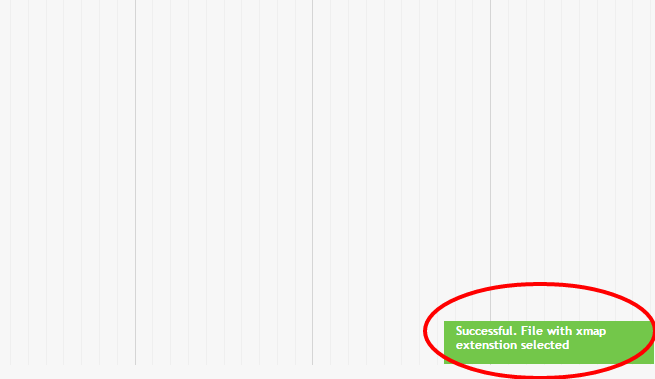 Successful. File with xmap
extenstion selected